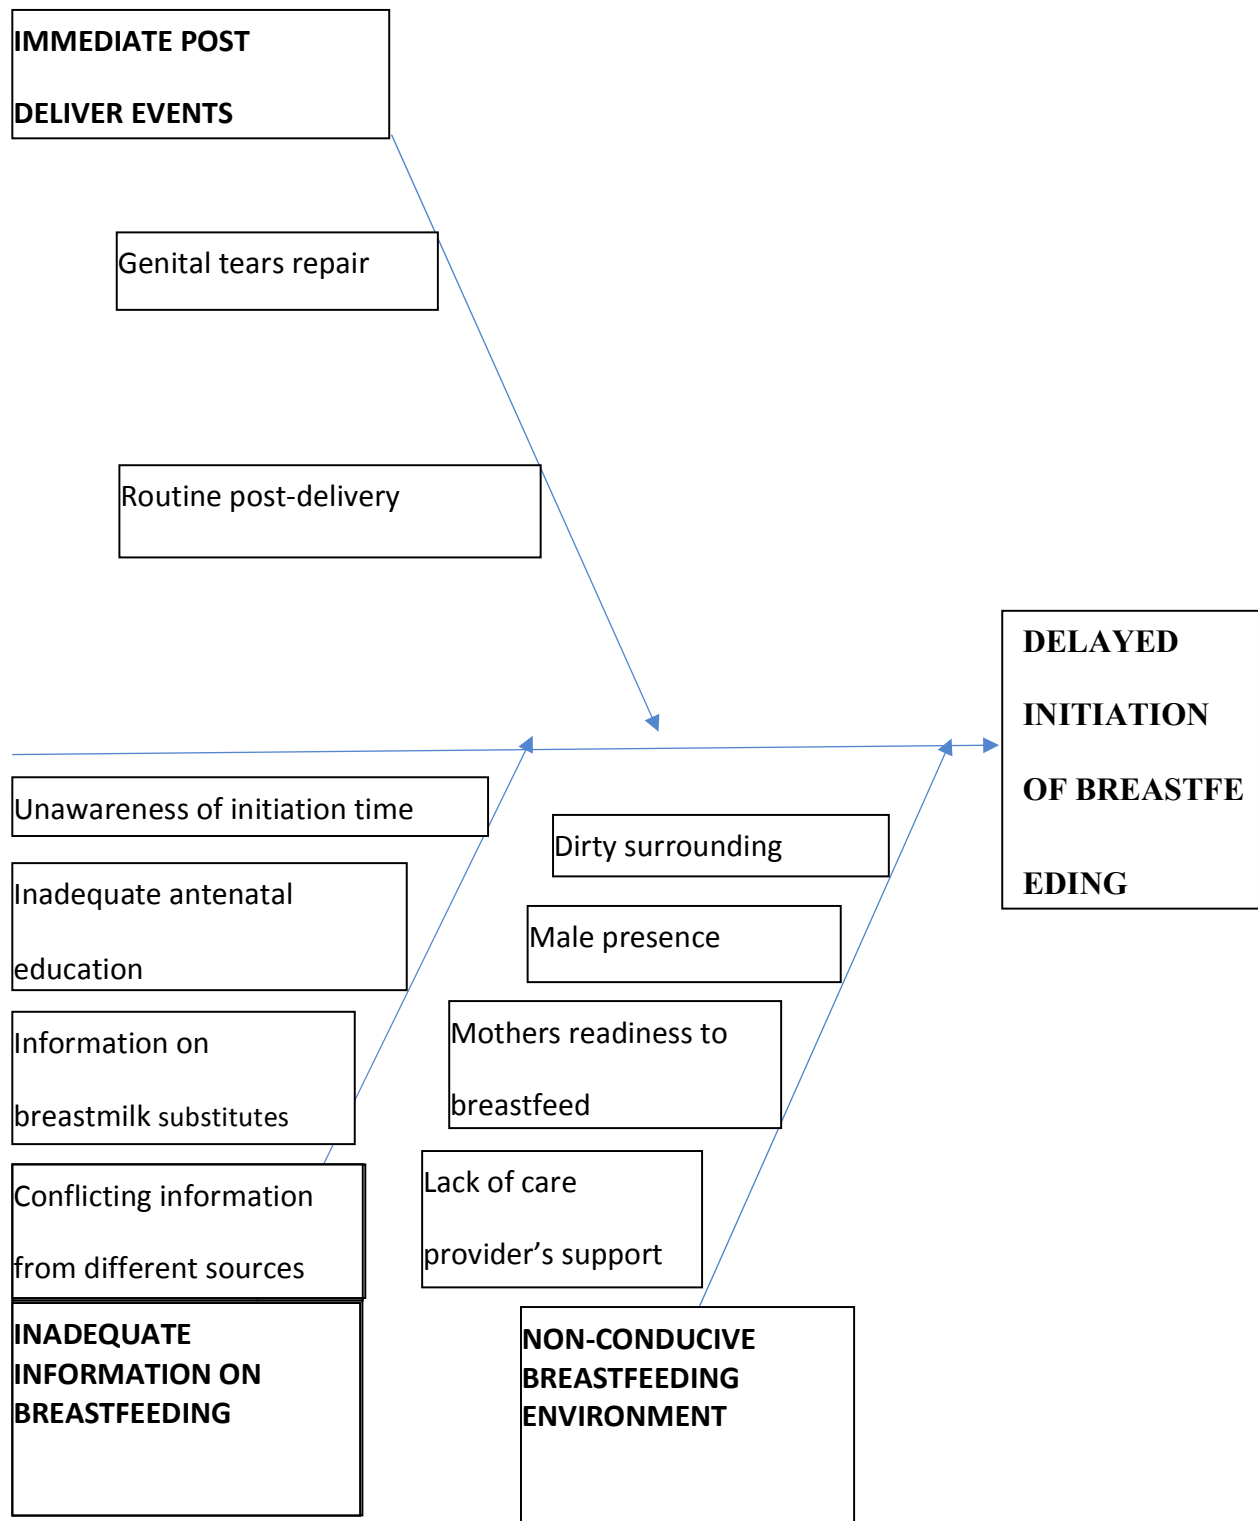 IMMEDIATE POST
DELIVER EVENTS
Genital tears repair
Routine post-delivery
DELAYED
INITIATION
OF BREASTFE
EDING
Unawareness of initiation time
Inadequate antenatal
education
Information on
breastmilk substitutes
Conflicting information
from different sources
INADEQUATE
INFORMATION ON
BREASTFEEDING
Dirty surrounding
Male presence
Mothers readiness to
breastfeed
Lack of care
provider’s support
NON-CONDUCIVE
BREASTFEEDING
ENVIRONMENT